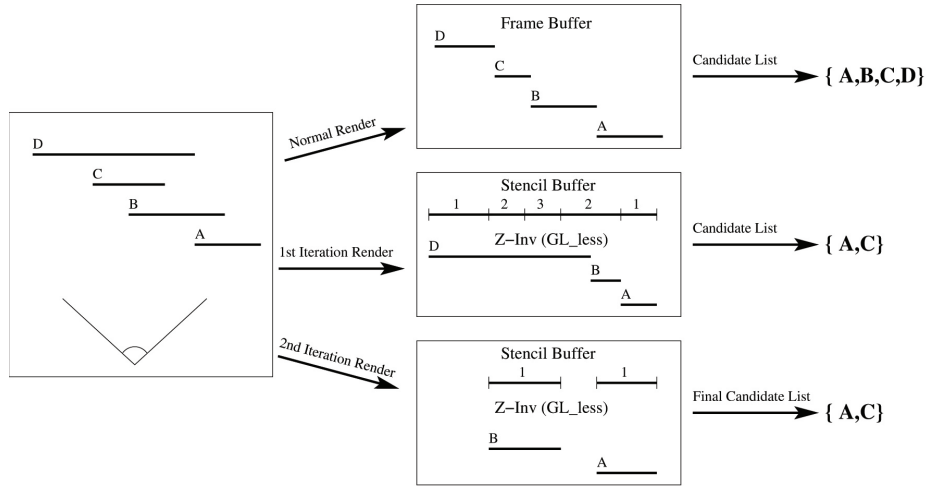 D
C
B
A
Normal Render
1st Iteration Render
2nd Iteration Render
Frame Buffer
D
C
B
A
Candidate List
{ A,B,C,D}
Stencil Buffer
1 2 3 2 1
Z−Inv (GL_less)
D
B
A
Candidate List
{ A,C}
Stencil Buffer
1 1
Z−Inv (GL_less)
B
A
Final Candidate List
{ A,C}